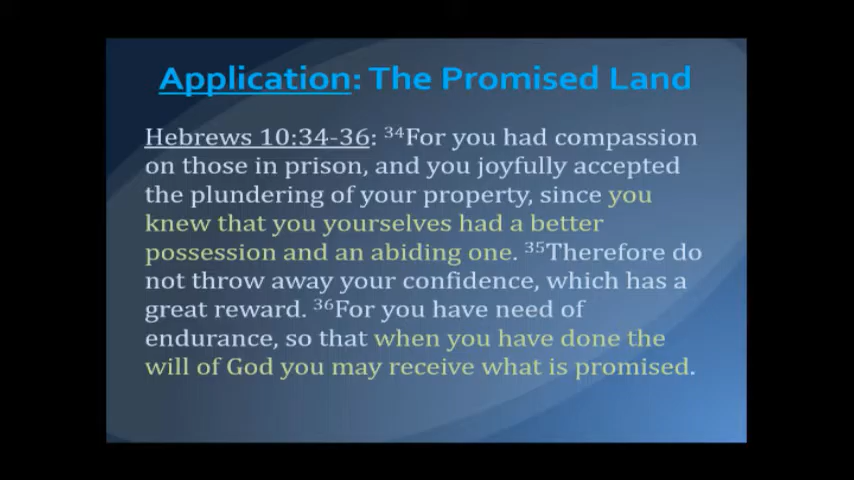 Application: The Promised Land
Hebrews 10:34-36: ³⁴For you had compassion
on those in prison, and you joyfully accepted
the plundering of your property, since you
knew that you yourselves had a better
possession and an abiding one. ³⁵Therefore do
not throw away your confidence, which has a
great reward. ³⁶For you have need of
endurance, so that when you have done the
will of God you may receive what is promised.